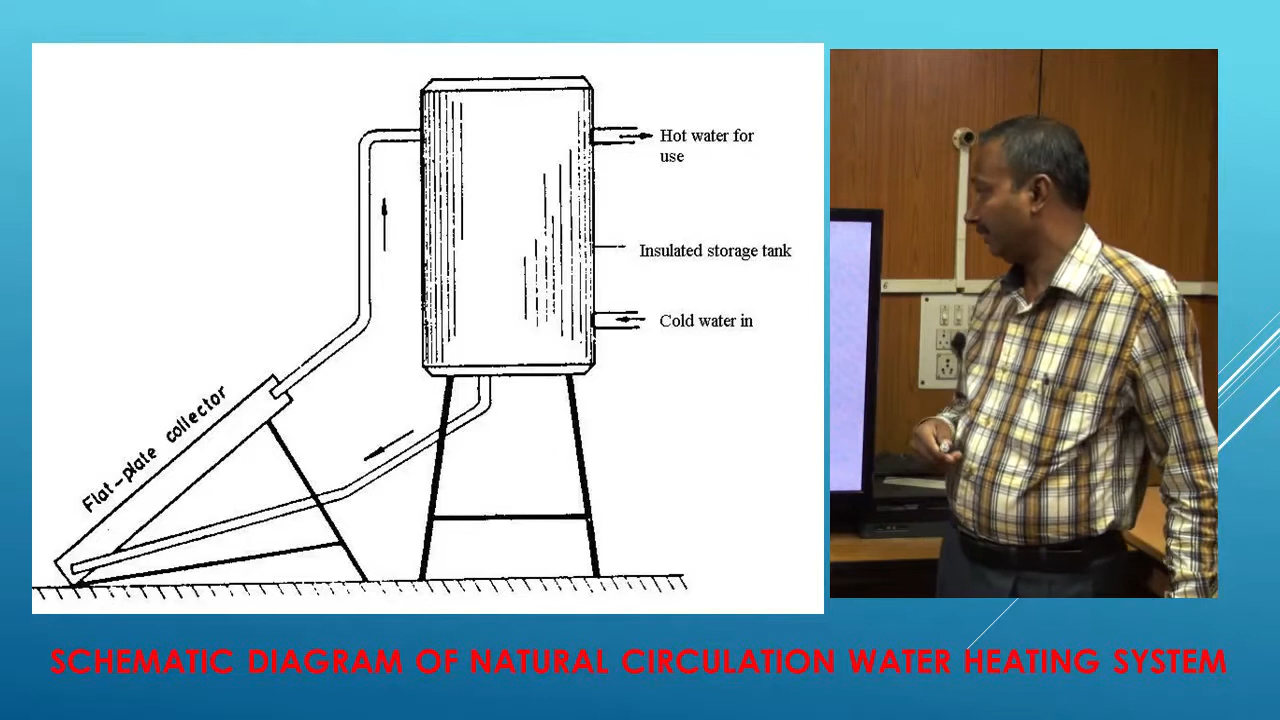 Hot water for
use
Insulated storage tank
Cold water in
Flat-plate collector
SCHEMATIC DIAGRAM OF NATURAL CIRCULATION WATER HEATING SYSTEM